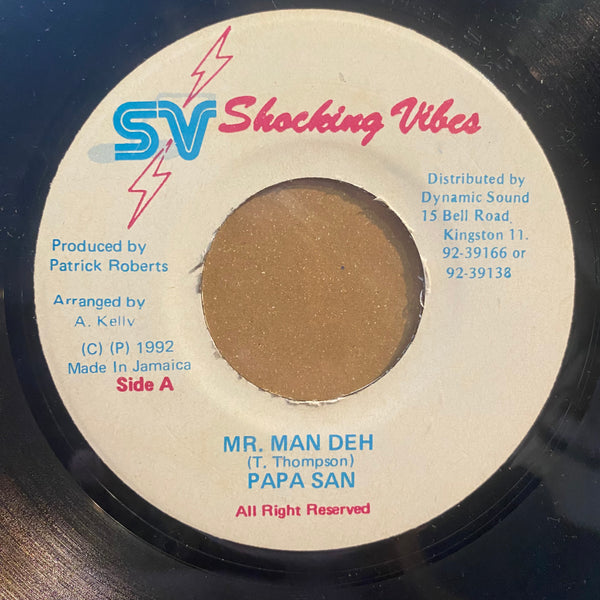 SV Shocking Vibes
Distributed by
Dynamic Sound
15 Bell Road,
Kingston 11.
92-39166 or
92-39138
Produced by
Patrick Roberts
Arranged by
A. Kelly
(C) (P) 1992
Made In Jamaica
Side A
MR. MAN DEH
(T. Thompson)
PAPA SAN
All Right Reserved